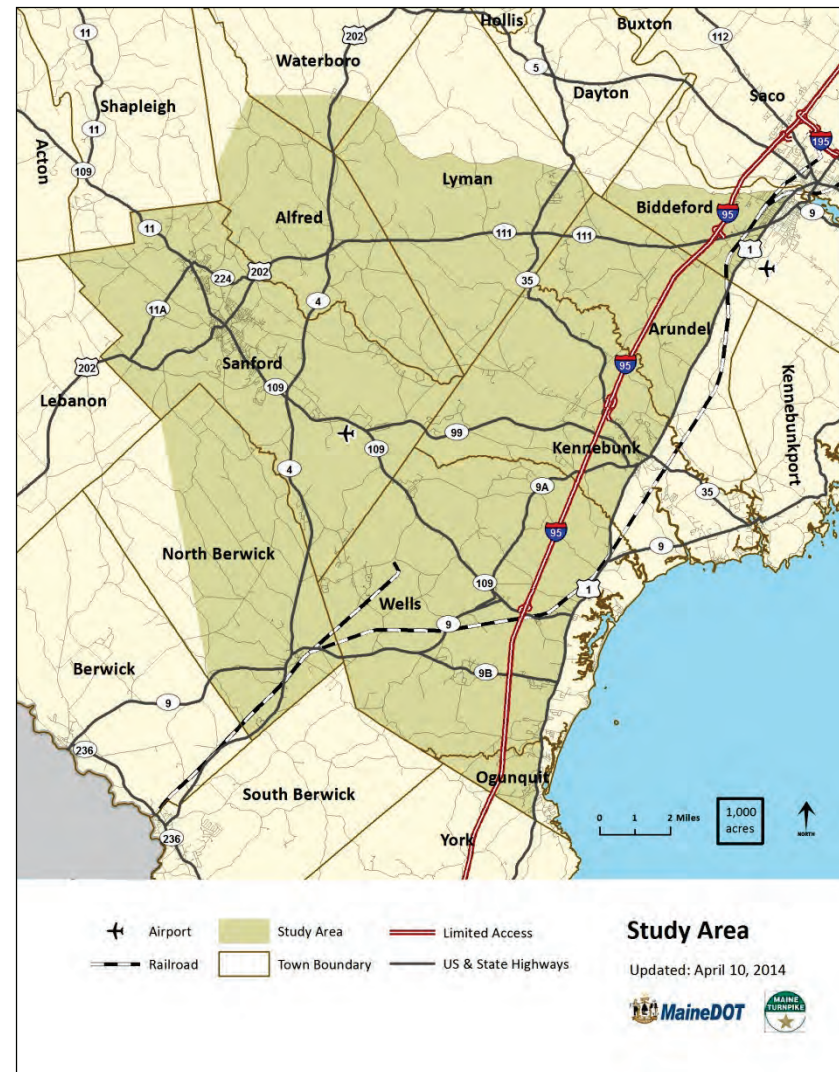 Hollis
Buxton
11
202
112
Waterboro
5
Dayton
Saco
Shapleigh
11
195
Acton
109
Lyman
Biddeford
95
9
Alfred
11
111
111
1
224
202
35
11A
4
Arundel
95
Sanford
202
109
Lebanon
Kennebunkport
99
109
Kennebunk
4
9A
35
95
North Berwick
9
109
1
Wells
9
Berwick
9B
9
236
Ogunquit
South Berwick
0 1 2 Miles
1,000
acres
NORTH
236
York
Airport
Study Area
Limited Access
Railroad
Town Boundary
US & State Highways
Study Area
Updated: April 10, 2014
MaineDOT
MAINE
TURNPIKE